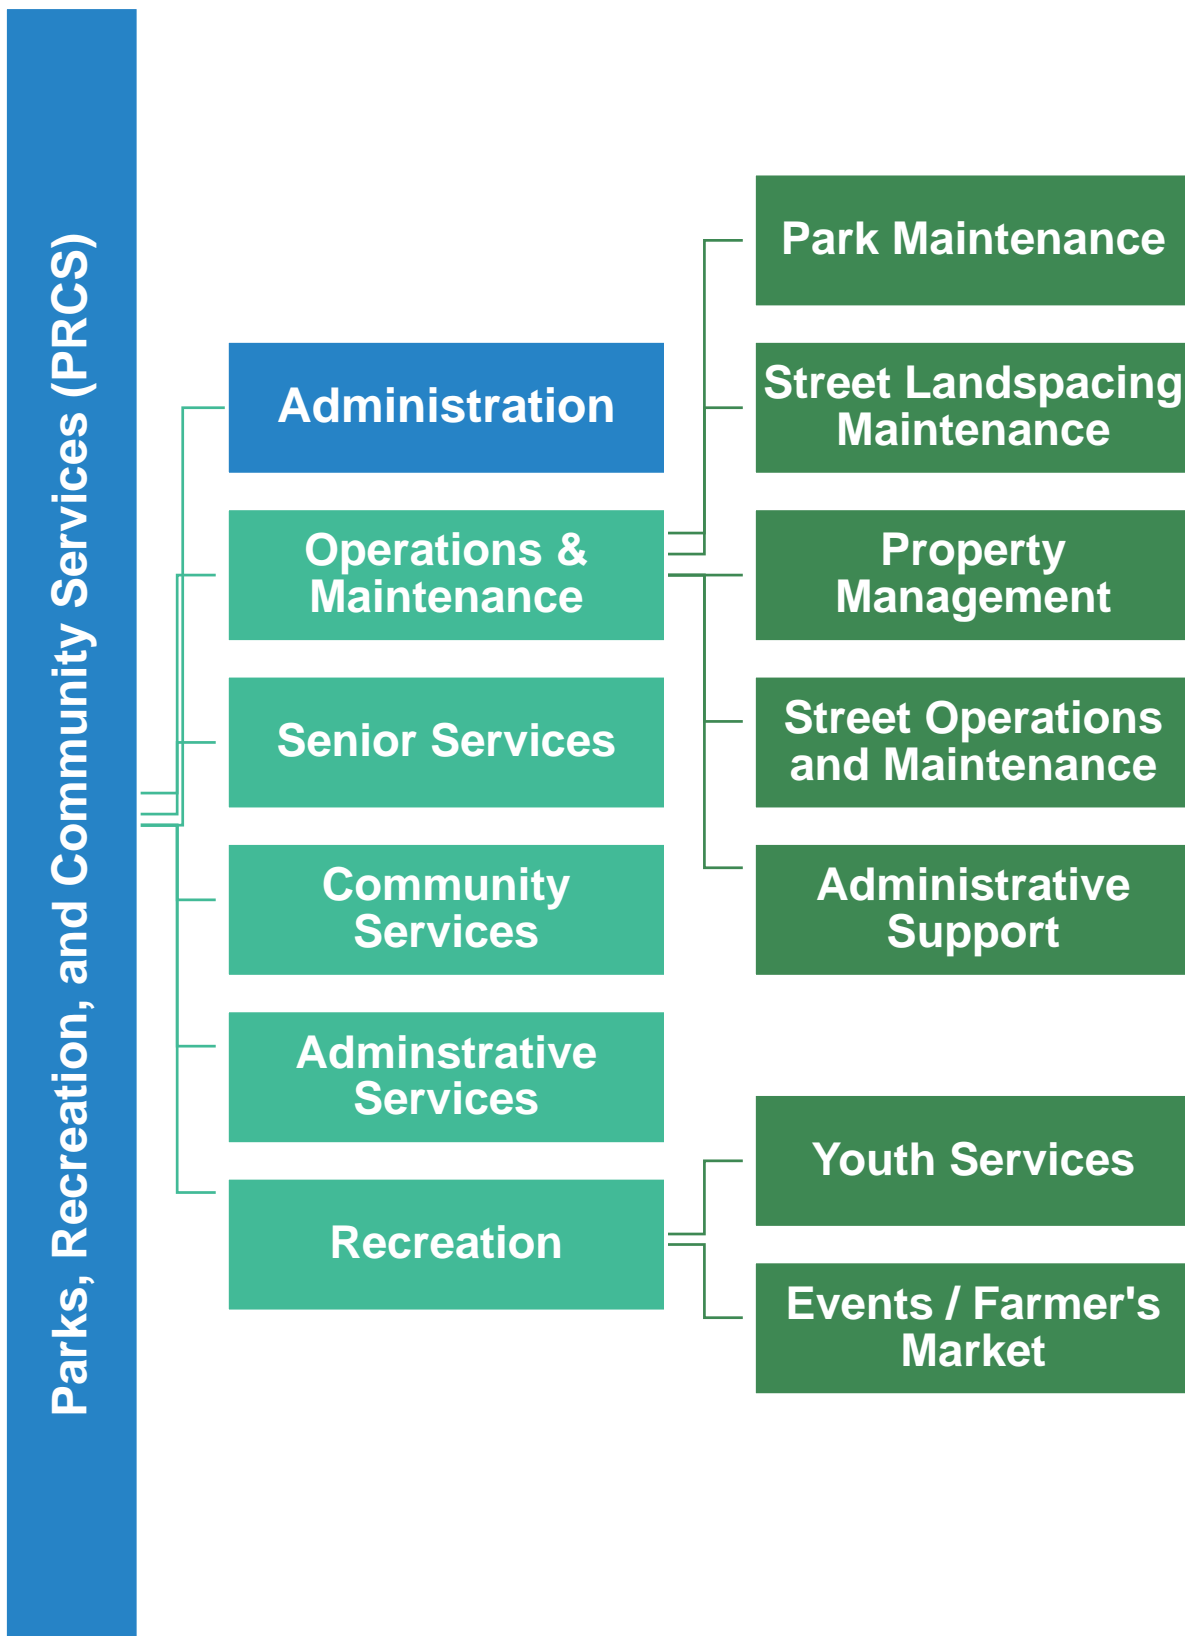 Parks, Recreation, and Community Services (PRCS)
Administration
Operations &
Maintenance
Senior Services
Community
Services
Adminstrative
Services
Recreation
Park Maintenance
Street Landspacing
Maintenance
Property
Management
Street Operations
and Maintenance
Administrative
Support
Youth Services
Events / Farmer's
Market